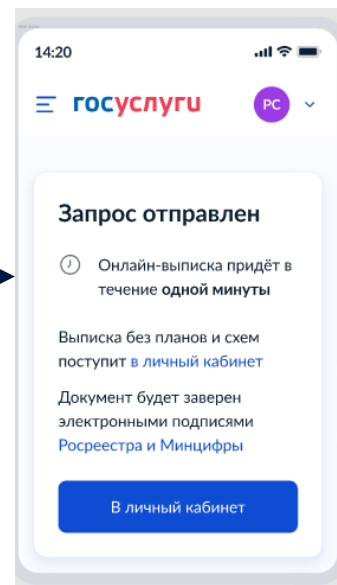 14:20
госуслуги
РС
Запрос отправлен
Онлайн-выписка придёт в
течение одной минуты
Выписка без планов и схем
поступит в личный кабинет
Документ будет заверен
электронными подписями
Росреестра и Минцифры
В личный кабинет